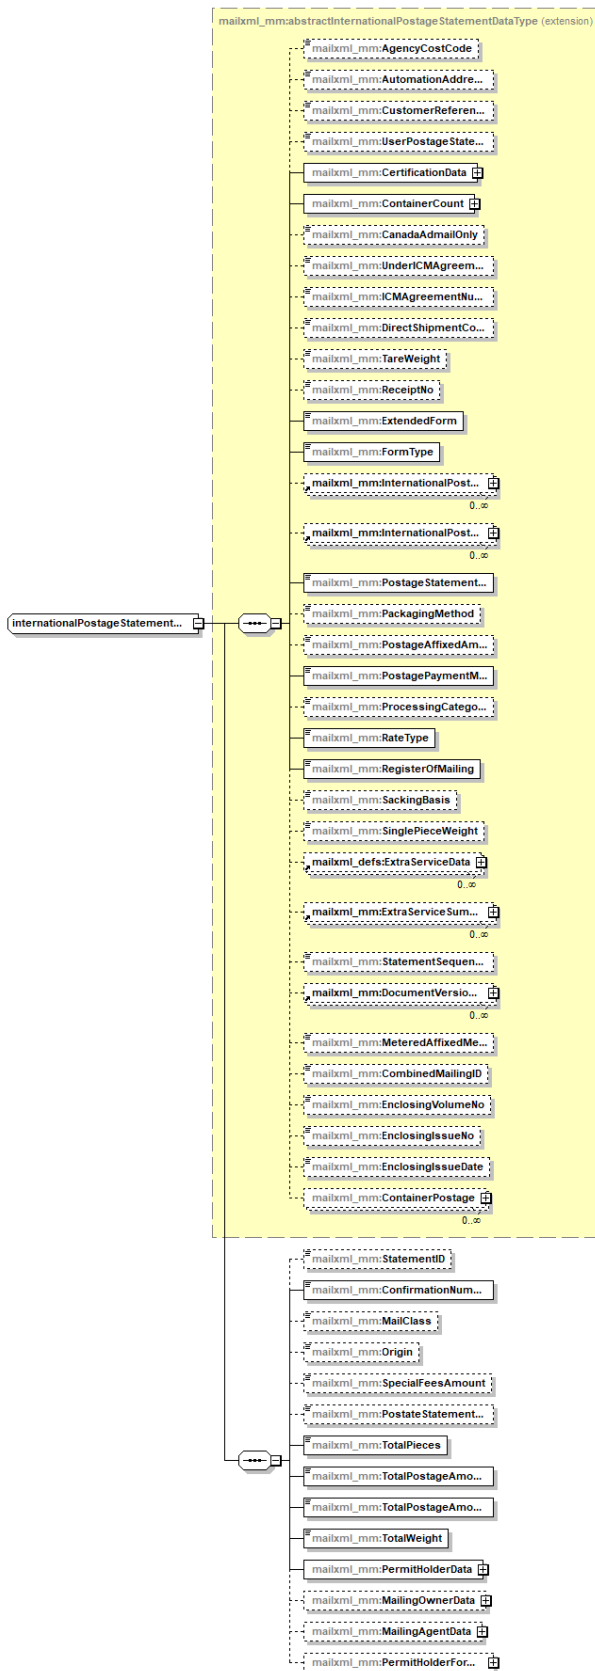 mailxml_mm:abstractInternationalPostageStatementDataType (extension)
mailxml_mm:AgencyCostCode
mailxml_mm:AutomationAddre...
mailxml_mm:CustomerReferen...
mailxml_mm:UserPostageState...
mailxml_mm:CertificationData
mailxml_mm:ContainerCount
mailxml_mm:CanadaAdmailOnly
mailxml_mm:UnderICMAgreem...
mailxml_mm:ICMAgreementNu...
mailxml_mm:DirectShipmentCo...
mailxml_mm:TareWeight
mailxml_mm:ReceiptNo
mailxml_mm:ExtendedForm
mailxml_mm:FormType
mailxml_mm:InternationalPost...
0..∞
mailxml_mm:InternationalPost...
0..∞
mailxml_mm:PostageStatement...
mailxml_mm:PackagingMethod
internationalPostageStatement...
mailxml_mm:PostageAffixedAm...
mailxml_mm:PostagePaymentM...
mailxml_mm:ProcessingCatego...
mailxml_mm:RateType
mailxml_mm:RegisterOfMailing
mailxml_mm:SackingBasis
mailxml_mm:SinglePieceWeight
mailxml_defs:ExtraServiceData
0..∞
mailxml_mm:ExtraServiceSum...
0..∞
mailxml_mm:StatementSequen...
mailxml_mm:DocumentVersio...
0..∞
mailxml_mm:MeteredAffixedMe...
mailxml_mm:CombinedMailingID
mailxml_mm:EnclosingVolumeNo
mailxml_mm:EnclosingIssueNo
mailxml_mm:EnclosingIssueDate
mailxml_mm:ContainerPostage
0..∞
mailxml_mm:StatementID
mailxml_mm:ConfirmationNum...
mailxml_mm:MailClass
mailxml_mm:Origin
mailxml_mm:SpecialFeesAmount
mailxml_mm:PostateStatement...
mailxml_mm:TotalPieces
mailxml_mm:TotalPostageAmo...
mailxml_mm:TotalPostageAmo...
mailxml_mm:TotalWeight
mailxml_mm:PermitHolderData
mailxml_mm:MailingOwnerData
mailxml_mm:MailingAgentData
mailxml_mm:PermitHolderFor...